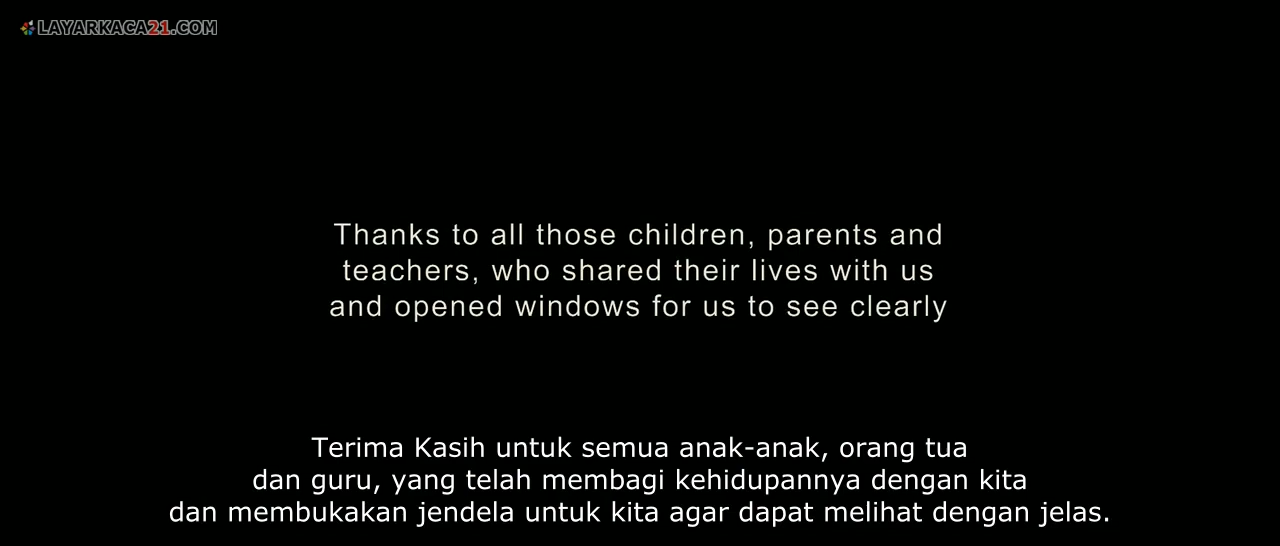 LAYARKACA21.COM
Thanks to all those children, parents and
teachers, who shared their lives with us
and opened windows for us to see clearly
Terima Kasih untuk semua anak-anak, orang tua
dan guru, yang telah membagi kehidupannya dengan kita
dan membukakan jendela untuk kita agar dapat melihat dengan jelas.